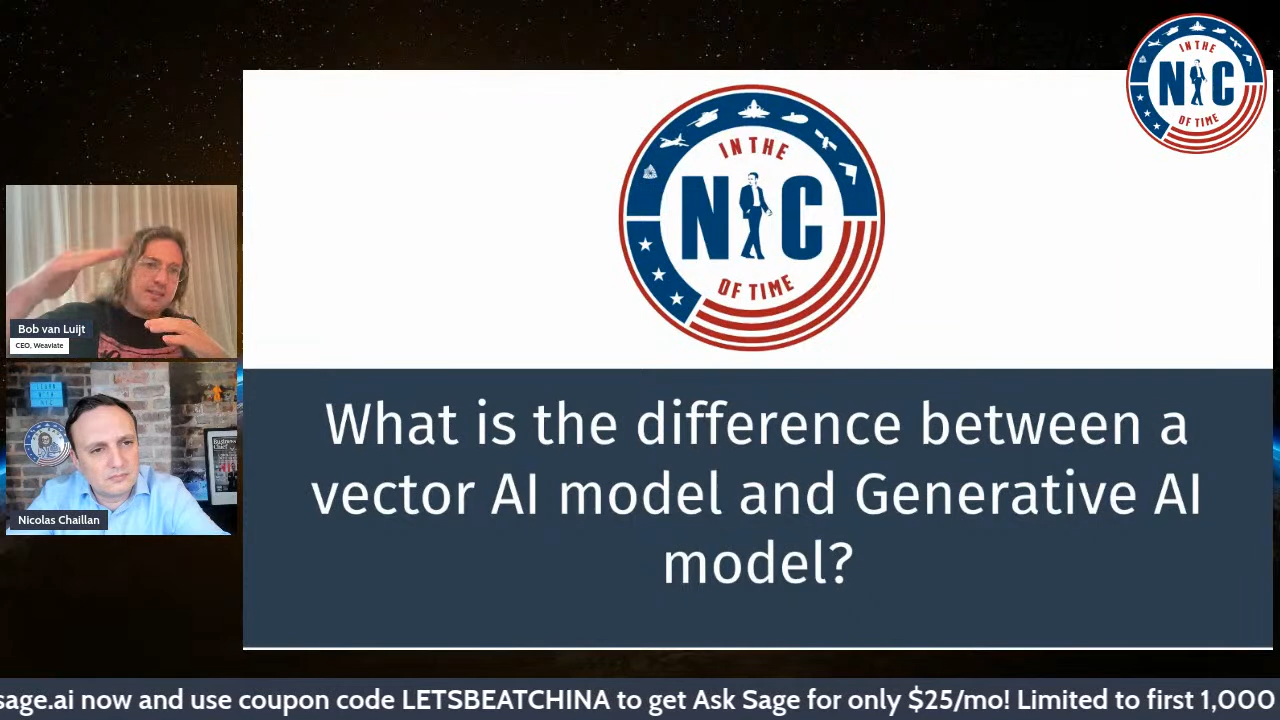 IN THE
NIC
OF TIME
IN THE
NIC
OF TIME
Bob van Luijt
CEO, Weaviate
Nicolas Chaillan
Business
Chief
What is the difference between a
vector AI model and Generative AI
model?
sage.ai now and use coupon code LETSBEATCHINA to get Ask Sage for only $25/mo! Limited to first 1,000